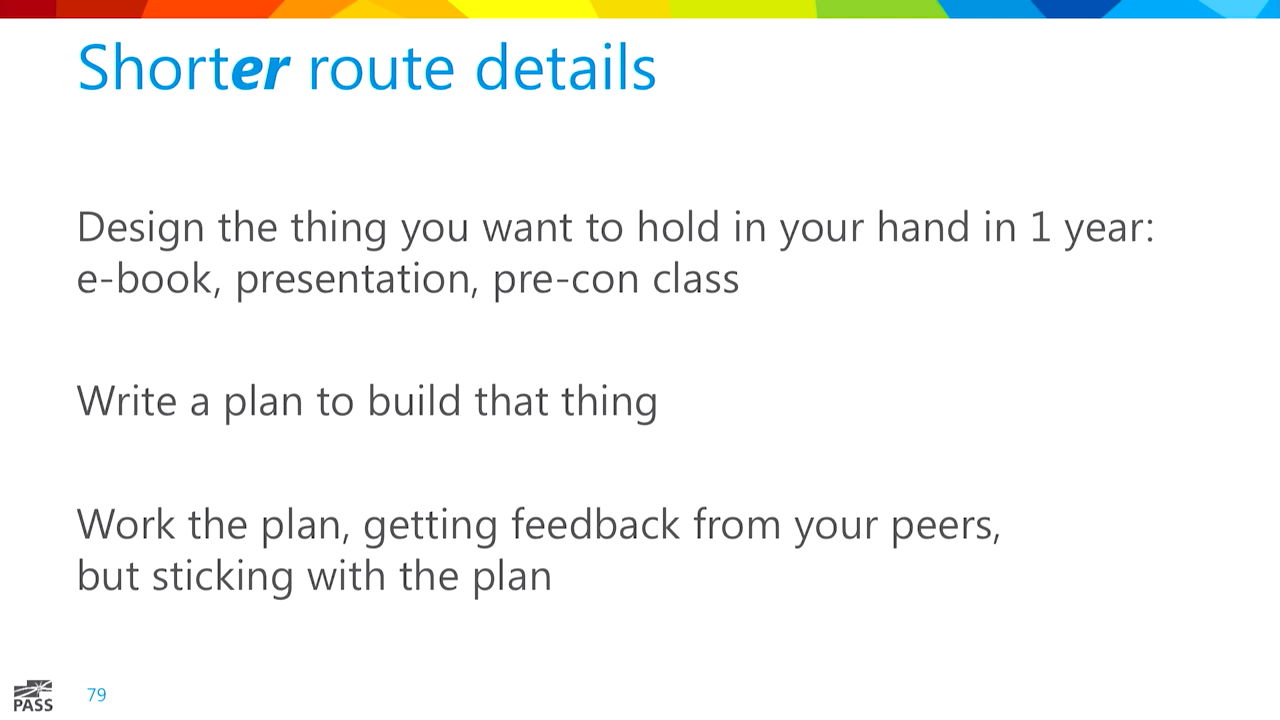 Shorter route details
Design the thing you want to hold in your hand in 1 year:
e-book, presentation, pre-con class
Write a plan to build that thing
Work the plan, getting feedback from your peers,
but sticking with the plan
PASS
79